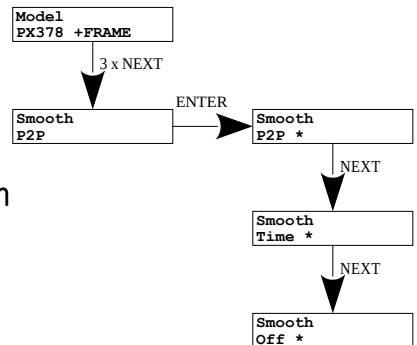 Model
PX378 +FRAME
3 x NEXT
Smooth
P2P
ENTER
Smooth
P2P *
NEXT
n
Smooth
Time *
NEXT
Smooth
Off *